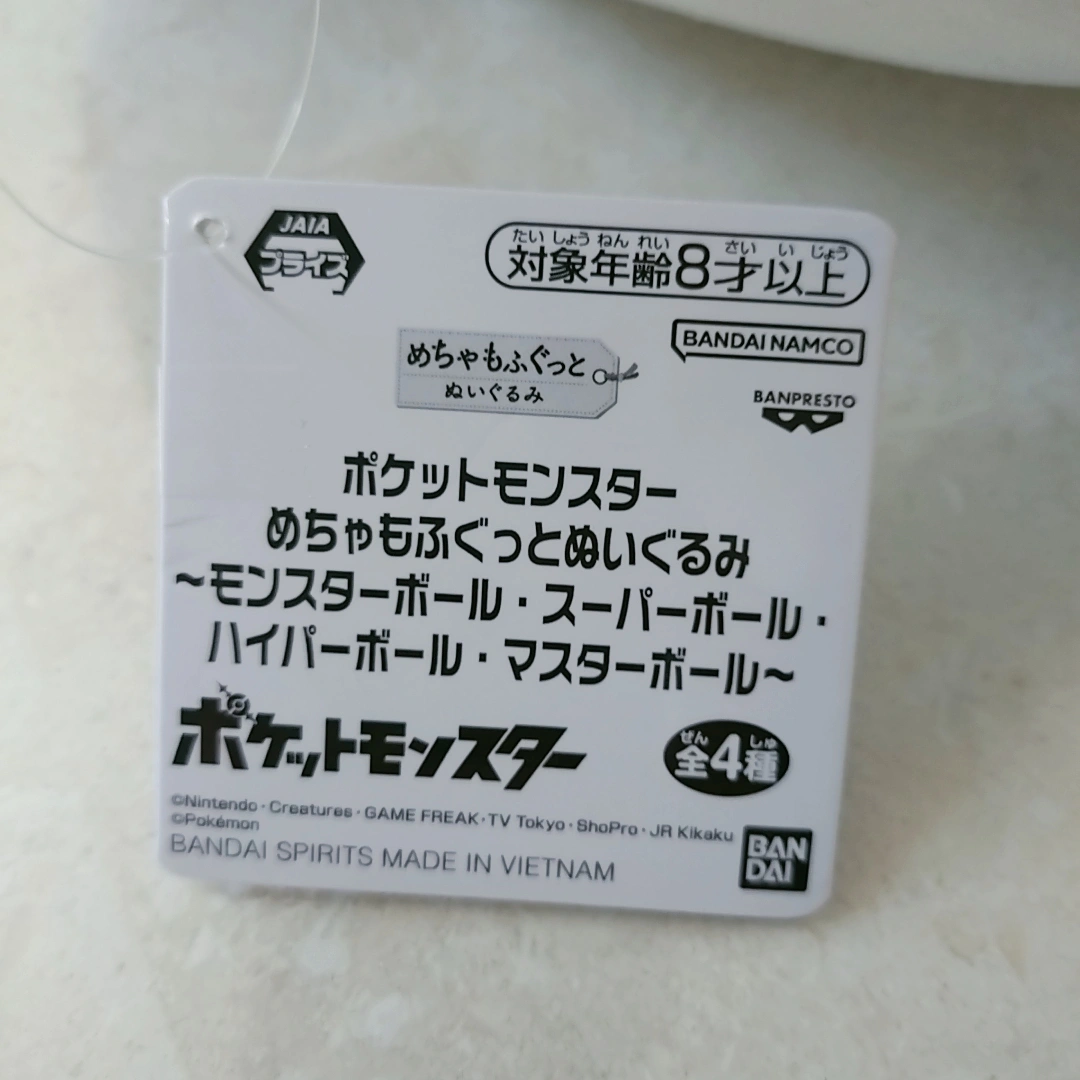 JAIA
プライズ
たいしょうねんれい さい いじょう
対象年齢8才以上
BANDAI NAMCO
めちゃもふぐっと
ぬいぐるみ
BANPRESTO
ポケットモンスター
めちゃもふぐっとぬいぐるみ
~モンスターボール・スーパーボール・
ハイパーボール・マスターボール~
ポケットモンスター
ぜん しゅ
全4種
©Nintendo・Creatures・GAME FREAK・TV Tokyo・ShoPro・JR Kikaku
©Pokémon
BANDAI SPIRITS MADE IN VIETNAM
BAN
DAI